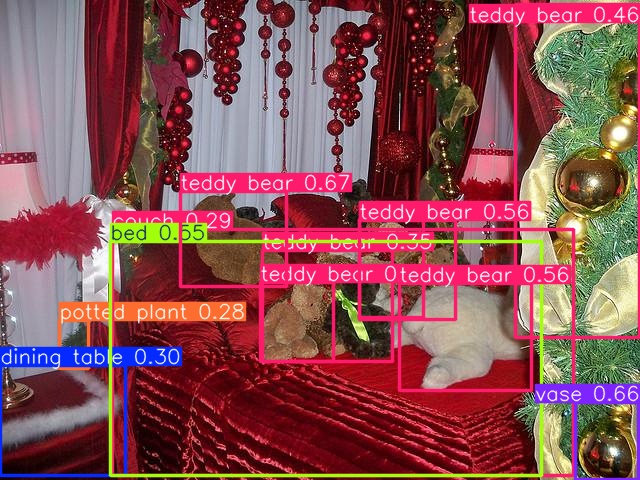 teddy bear 0.46
teddy bear 0.67
teddy bear 0.56
couch 0.29
bed 0.55
teddy bear 0.35
teddy bear 0
teddy bear 0.56
potted plant 0.28
dining table 0.30
vase 0.66